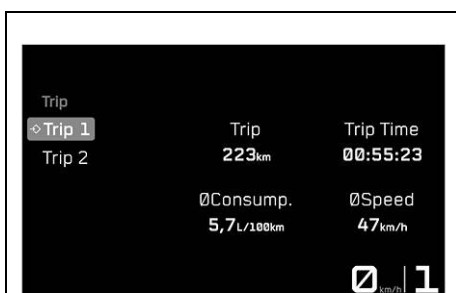 Trip
Trip 1
Trip 2
Trip
223km
Trip Time
00:55:23
ØConsump.
5,7L/100km
ØSpeed
47km/h
0 km/h 1